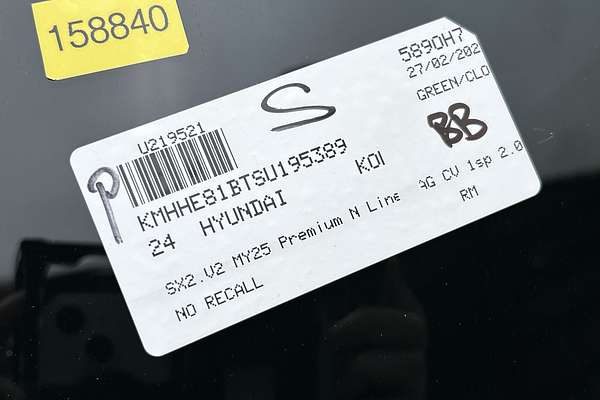 158840
5890H7
27/02/202
GREEN/CLO
S
BB
P
U219521
KMHHE81BTSU195389
24 HYUNDAI KOI
SX2.V2 MY25 Premium N Line AG CV 1sp 2.0
RM
NO RECALL